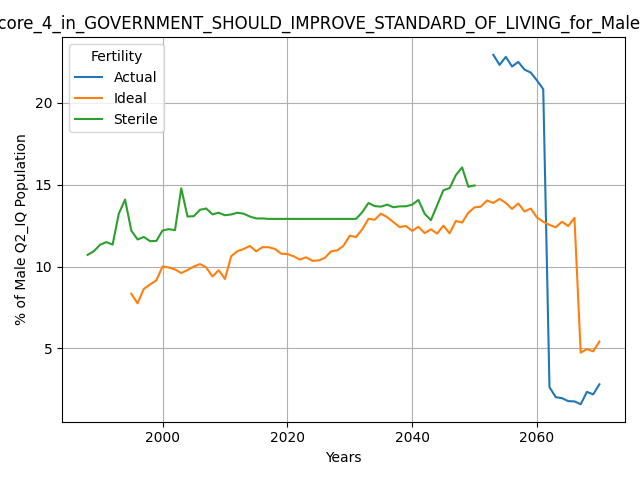 core_4_in_GOVERNMENT_SHOULD_IMPROVE_STANDARD_OF_LIVING_for_Male
Fertility
Actual
Ideal
Sterile
% of Male Q2_IQ Population
20
15
10
5
2000
2020
2040
2060
Years